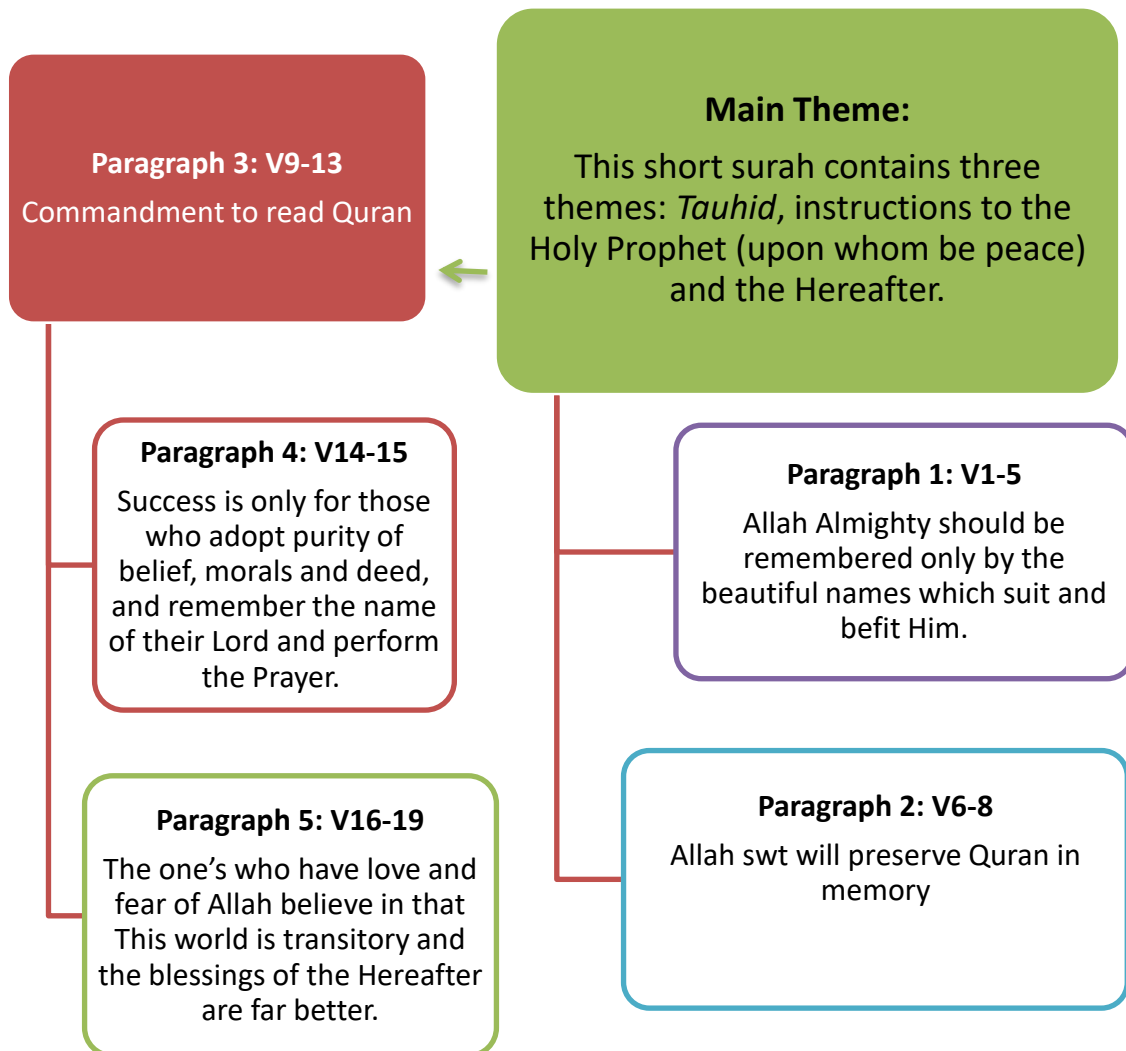 Main Theme:
This short surah contains three
themes: Tauhid, instructions to the
Holy Prophet (upon whom be peace)
and the Hereafter.
Paragraph 1: V1-5
Allah Almighty should be
remembered only by the
beautiful names which suit and
befit Him.
Paragraph 2: V6-8
Allah swt will preserve Quran in
memory
Paragraph 3: V9-13
Commandment to read Quran
Paragraph 4: V14-15
Success is only for those
who adopt purity of
belief, morals and deed,
and remember the name
of their Lord and perform
the Prayer.
Paragraph 5: V16-19
The one’s who have love and
fear of Allah believe in that
This world is transitory and
the blessings of the Hereafter
are far better.